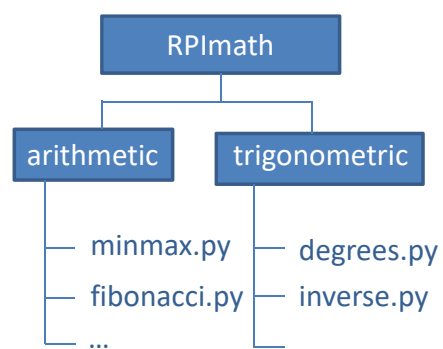 RPImath
arithmetic
trigonometric
minmax.py
degrees.py
fibonacci.py
inverse.py
...